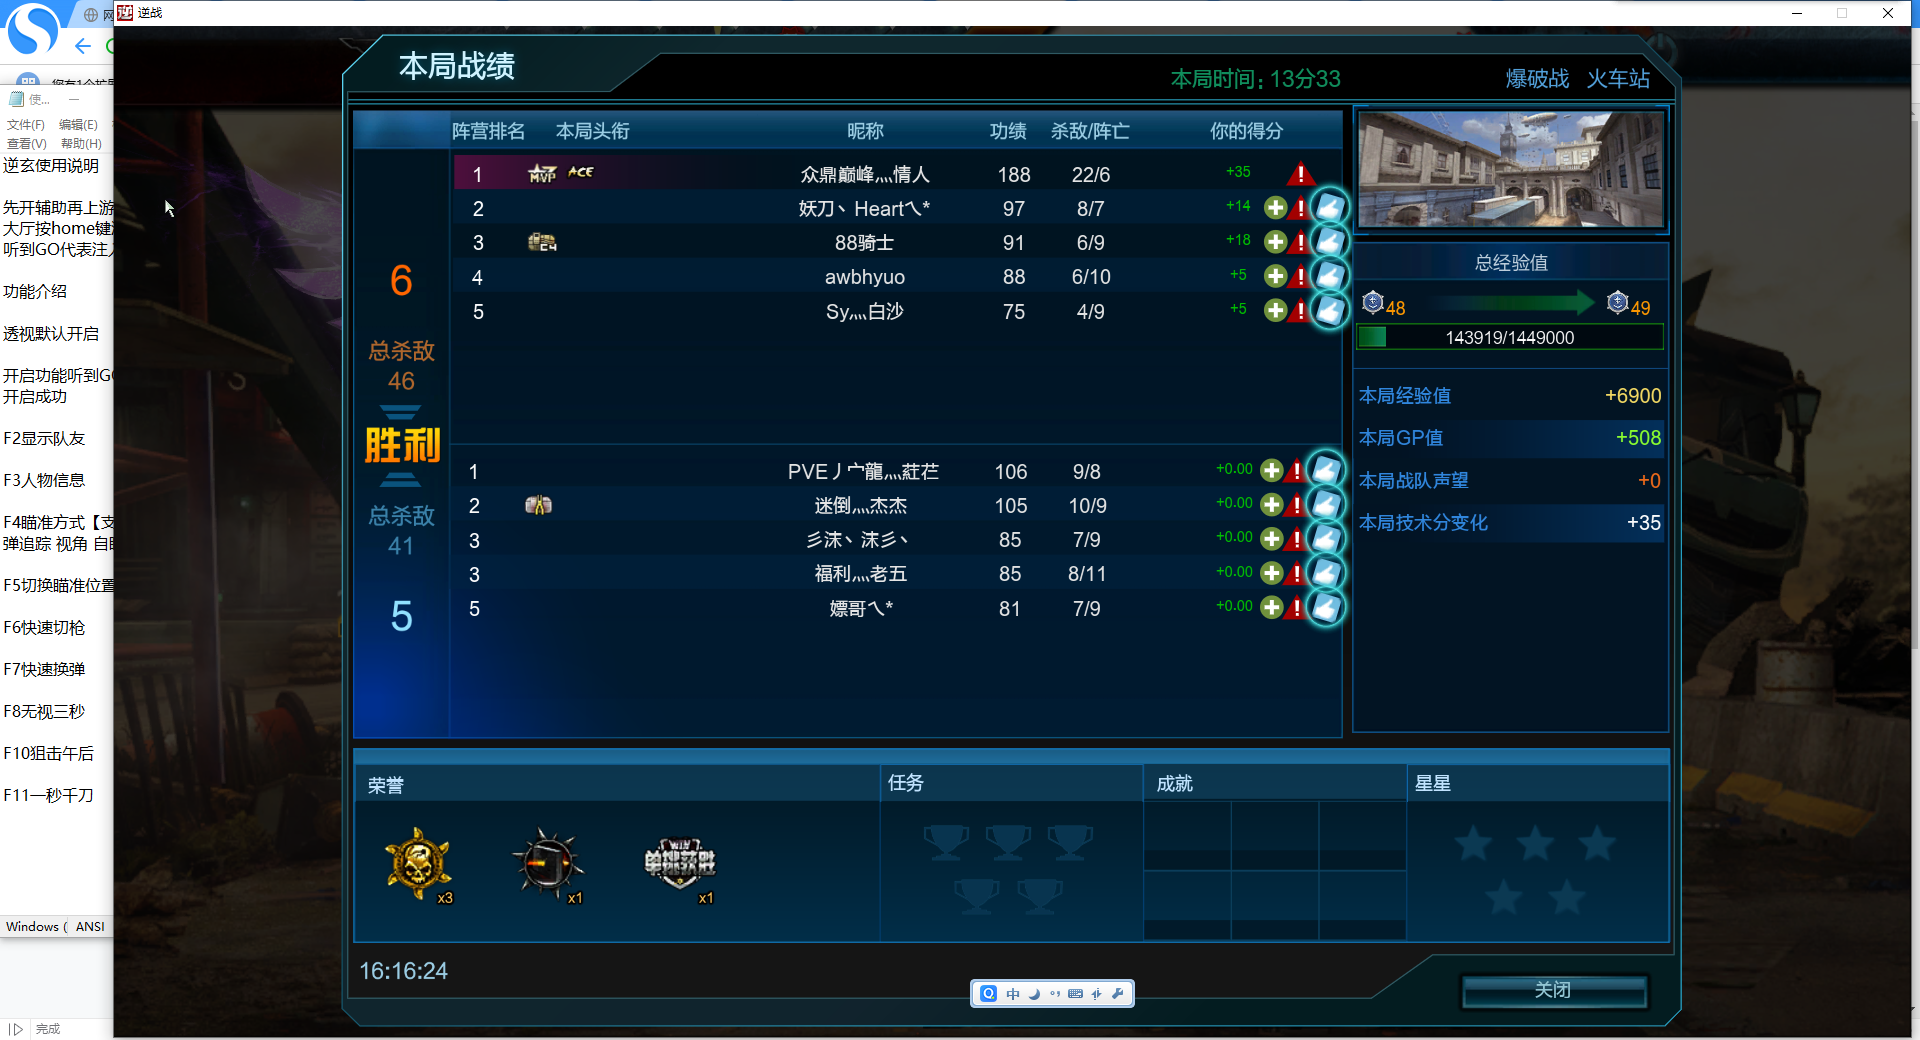 逆战
使...
文件(F) 编辑(E)
查看(V) 帮助(H)
逆玄使用说明
先开辅助再上游
大厅按home键
听到GO代表注
功能介绍
透视默认开启
开启功能听到G
开启成功
F2显示队友
F3人物信息
F4瞄准方式【支
弹追踪 视角 自
F5切换瞄准位置
F6快速切枪
F7快速换弹
F8无视三秒
F10狙击午后
F11一秒千刀
Windows ( ANSI
完成
本局战绩
本局时间: 13分33
爆破战 火车站
阵营排名 本局头衔 昵称 功绩 杀敌/阵亡 你的得分
1 MVP ACE 众鼎巅峰灬情人 188 22/6 +35
2 妖刀丶Heart乀* 97 8/7 +14
3 C4 88骑士 91 6/9 +18
4 awbhyuo 88 6/10 +5
5 Sy灬白沙 75 4/9 +5
6
总杀敌
46
胜利
总杀敌
41
5
1 PVE丿宀龍灬莊芢 106 9/8 +0.00
2 迷倒灬杰杰 105 10/9 +0.00
3 彡沫丶沫彡丶 85 7/9 +0.00
3 福利灬老五 85 8/11 +0.00
5 嫖哥乀* 81 7/9 +0.00
总经验值
48 49
143919/1449000
本局经验值 +6900
本局GP值 +508
本局战队声望 +0
本局技术分变化 +35
荣誉 任务 成就 星星
x3 x1 WIN 单排获胜 x1
16:16:24
中
关闭